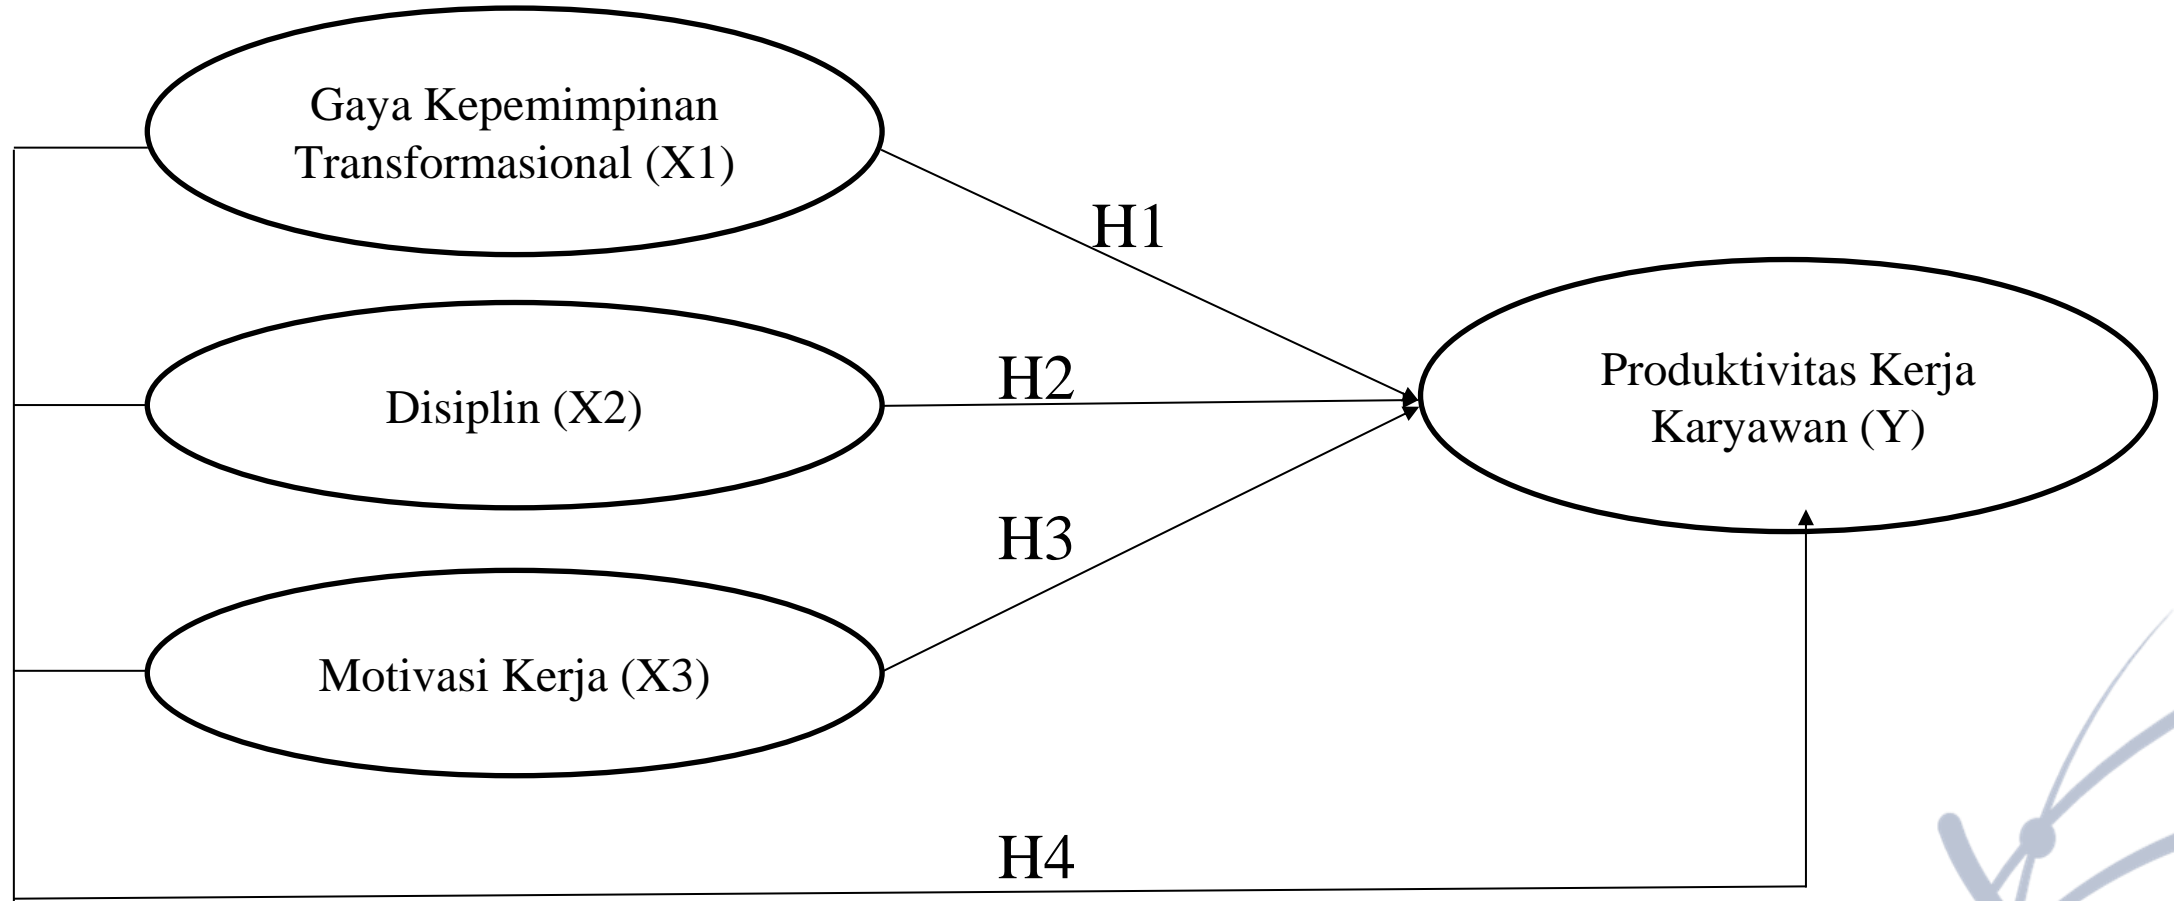 Gaya Kepemimpinan
Transformasional (X1)
H1
Disiplin (X2)
H2
Produktivitas Kerja
Karyawan (Y)
H3
Motivasi Kerja (X3)
H4